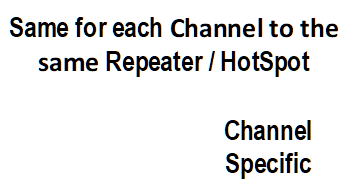 Same for each Channel to the
same Repeater / HotSpot
Channel
Specific